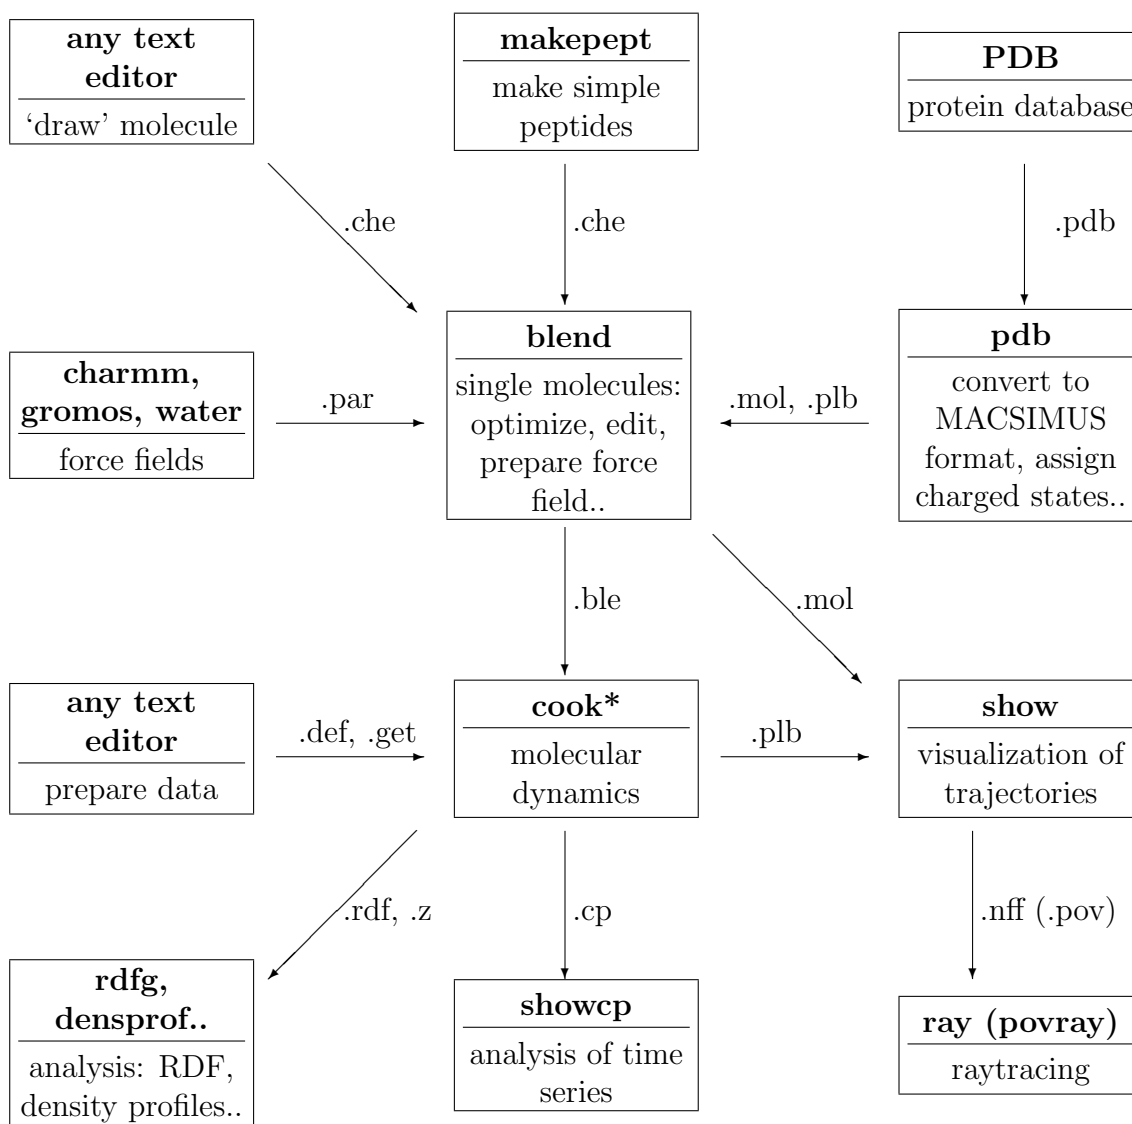 any text
editor
‘draw’ molecule
makepept
make simple
peptides
PDB
protein database
.che
.che
.pdb
charmm,
gromos, water
force fields
.par
blend
single molecules:
optimize, edit,
prepare force
field..
.mol, .plb
pdb
convert to
MACSIMUS
format, assign
charged states..
.ble
.mol
any text
editor
prepare data
.def, .get
cook*
molecular
dynamics
.plb
show
visualization of
trajectories
.rdf, .z
.cp
.nff (.pov)
rdfg,
densprof..
analysis: RDF,
density profiles..
showcp
analysis of time
series
ray (povray)
raytracing